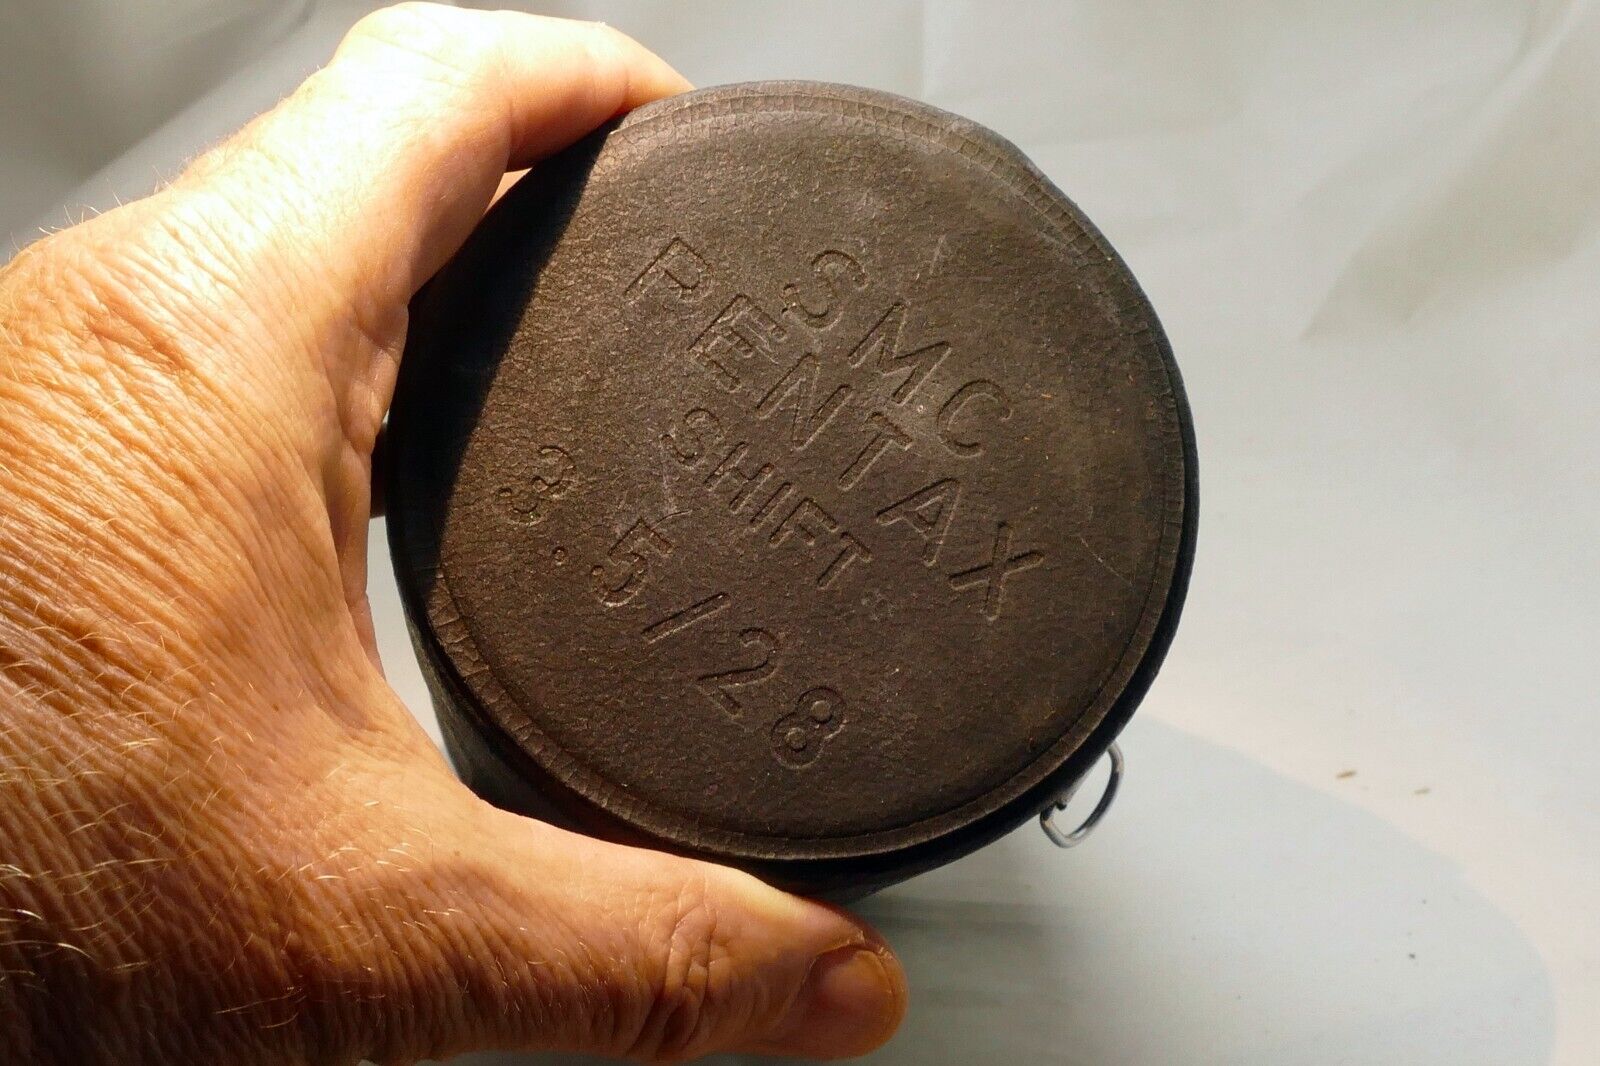 SMC
PENTAX
SHIFT
3.5/28